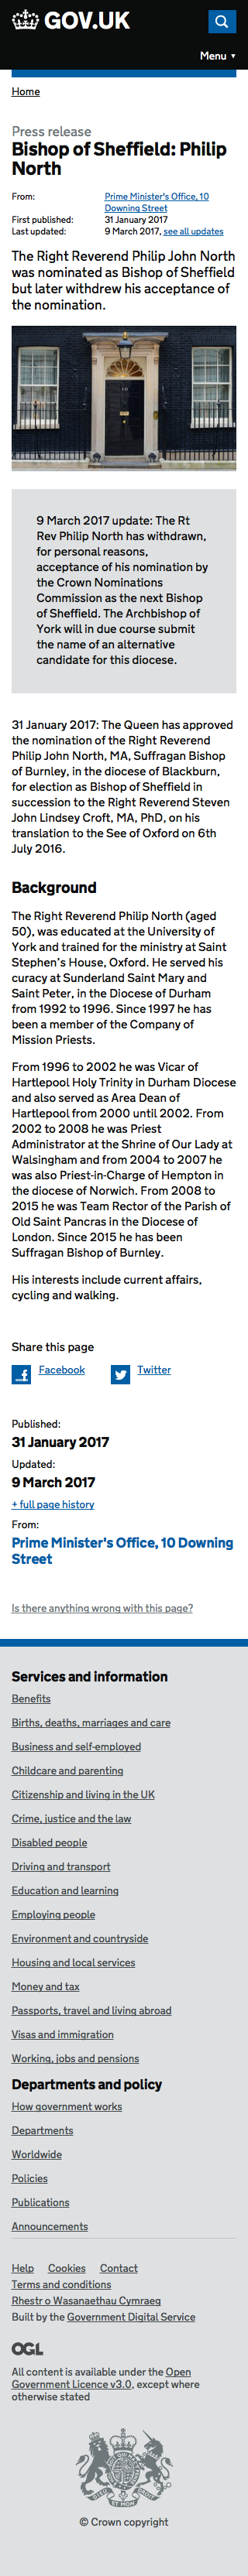 GOV.UK
Menu ▼
Home
Press release
Bishop of Sheffield: Philip
North
From:
Prime Minister's Office, 10
Downing Street
First published:
31 January 2017
Last updated:
9 March 2017, see all updates
The Right Reverend Philip John North
was nominated as Bishop of Sheffield
but later withdrew his acceptance of
the nomination.
9 March 2017 update: The Rt
Rev Philip North has withdrawn,
for personal reasons,
acceptance of his nomination by
the Crown Nominations
Commission as the next Bishop
of Sheffield. The Archbishop of
York will in due course submit
the name of an alternative
candidate for this diocese.
31 January 2017: The Queen has approved
the nomination of the Right Reverend
Philip John North, MA, Suffragan Bishop
of Burnley, in the diocese of Blackburn,
for election as Bishop of Sheffield in
succession to the Right Reverend Steven
John Lindsey Croft, MA, PhD, on his
translation to the See of Oxford on 6th
July 2016.
Background
The Right Reverend Philip North (aged
50), was educated at the University of
York and trained for the ministry at Saint
Stephen's House, Oxford. He served his
curacy at Sunderland Saint Mary and
Saint Peter, in the Diocese of Durham
from 1992 to 1996. Since 1997 he has
been a member of the Company of
Mission Priests.
From 1996 to 2002 he was Vicar of
Hartlepool Holy Trinity in Durham Diocese
and also served as Area Dean of
Hartlepool from 2000 until 2002. From
2002 to 2008 he was Priest
Administrator at the Shrine of Our Lady at
Walsingham and from 2004 to 2007 he
was also Priest-in-Charge of Hempton in
the diocese of Norwich. From 2008 to
2015 he was Team Rector of the Parish of
Old Saint Pancras in the Diocese of
London. Since 2015 he has been
Suffragan Bishop of Burnley.
His interests include current affairs,
cycling and walking.
Share this page
Facebook
Twitter
Published:
31 January 2017
Updated:
9 March 2017
+ full page history
From:
Prime Minister's Office, 10 Downing
Street
Is there anything wrong with this page?
Services and information
Benefits
Births, deaths, marriages and care
Business and self-employed
Childcare and parenting
Citizenship and living in the UK
Crime, justice and the law
Disabled people
Driving and transport
Education and learning
Employing people
Environment and countryside
Housing and local services
Money and tax
Passports, travel and living abroad
Visas and immigration
Working, jobs and pensions
Departments and policy
How government works
Departments
Worldwide
Policies
Publications
Announcements
Help Cookies Contact
Terms and conditions
Rhestr o Wasanaethau Cymraeg
Built by the Government Digital Service
OGL
All content is available under the Open
Government Licence v3.0, except where
otherwise stated
© Crown copyright